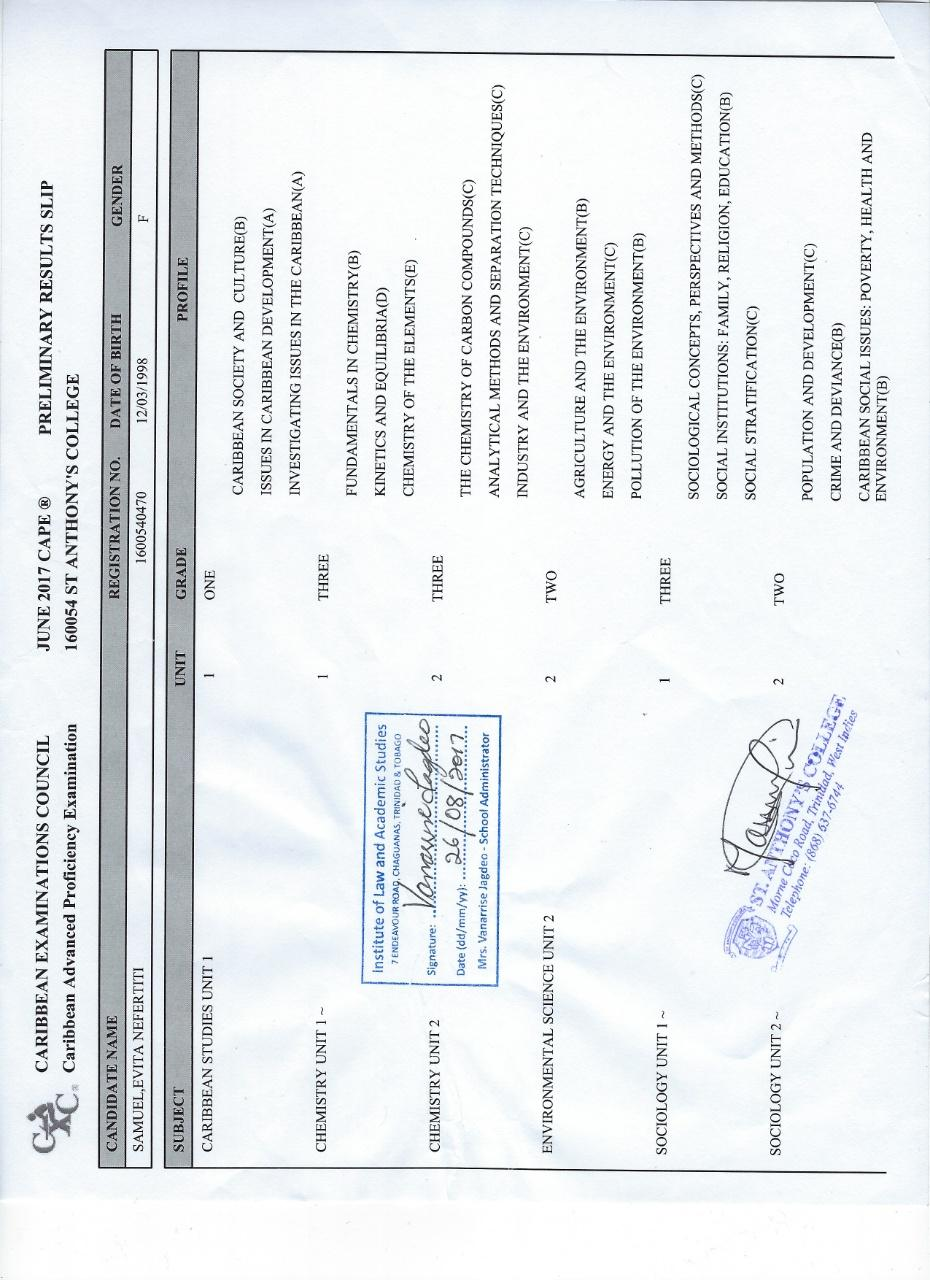 CXC®
CARIBBEAN EXAMINATIONS COUNCIL JUNE 2017 CAPE ® PRELIMINARY RESULTS SLIP
Caribbean Advanced Proficiency Examination 160054 ST ANTHONY'S COLLEGE
CANDIDATE NAME REGISTRATION NO. DATE OF BIRTH GENDER
SAMUEL,EVITA NEFERTITI 1600540470 12/03/1998 F
SUBJECT UNIT GRADE PROFILE
CARIBBEAN STUDIES UNIT 1 1 ONE
CARIBBEAN SOCIETY AND CULTURE(B)
ISSUES IN CARIBBEAN DEVELOPMENT(A)
INVESTIGATING ISSUES IN THE CARIBBEAN(A)
CHEMISTRY UNIT 1 ~ 1 THREE
FUNDAMENTALS IN CHEMISTRY(B)
KINETICS AND EQUILIBRIA(D)
CHEMISTRY OF THE ELEMENTS(E)
CHEMISTRY UNIT 2 2 THREE
THE CHEMISTRY OF CARBON COMPOUNDS(C)
ANALYTICAL METHODS AND SEPARATION TECHNIQUES(C)
INDUSTRY AND THE ENVIRONMENT(C)
ENVIRONMENTAL SCIENCE UNIT 2 2 TWO
AGRICULTURE AND THE ENVIRONMENT(B)
ENERGY AND THE ENVIRONMENT(C)
POLLUTION OF THE ENVIRONMENT(B)
SOCIOLOGY UNIT 1 ~ 1 THREE
SOCIOLOGICAL CONCEPTS, PERSPECTIVES AND METHODS(C)
SOCIAL INSTITUTIONS: FAMILY, RELIGION, EDUCATION(B)
SOCIAL STRATIFICATION(C)
SOCIOLOGY UNIT 2 ~ 2 TWO
POPULATION AND DEVELOPMENT(C)
CRIME AND DEVIANCE(B)
CARIBBEAN SOCIAL ISSUES: POVERTY, HEALTH AND
ENVIRONMENT(B)
Institute of Law and Academic Studies
7 ENDEAVOUR ROAD, CHAGUANAS, TRINIDAD & TOBAGO
Signature: Vanarrise Jagdeo
Date (dd/mm/yy): 26/08/2017
Mrs. Vanarrise Jagdeo - School Administrator
ST. ANTHONY'S COLLEGE
Morne Coco Road, Trinidad, West Indies
Telephone: (868) 637-6744